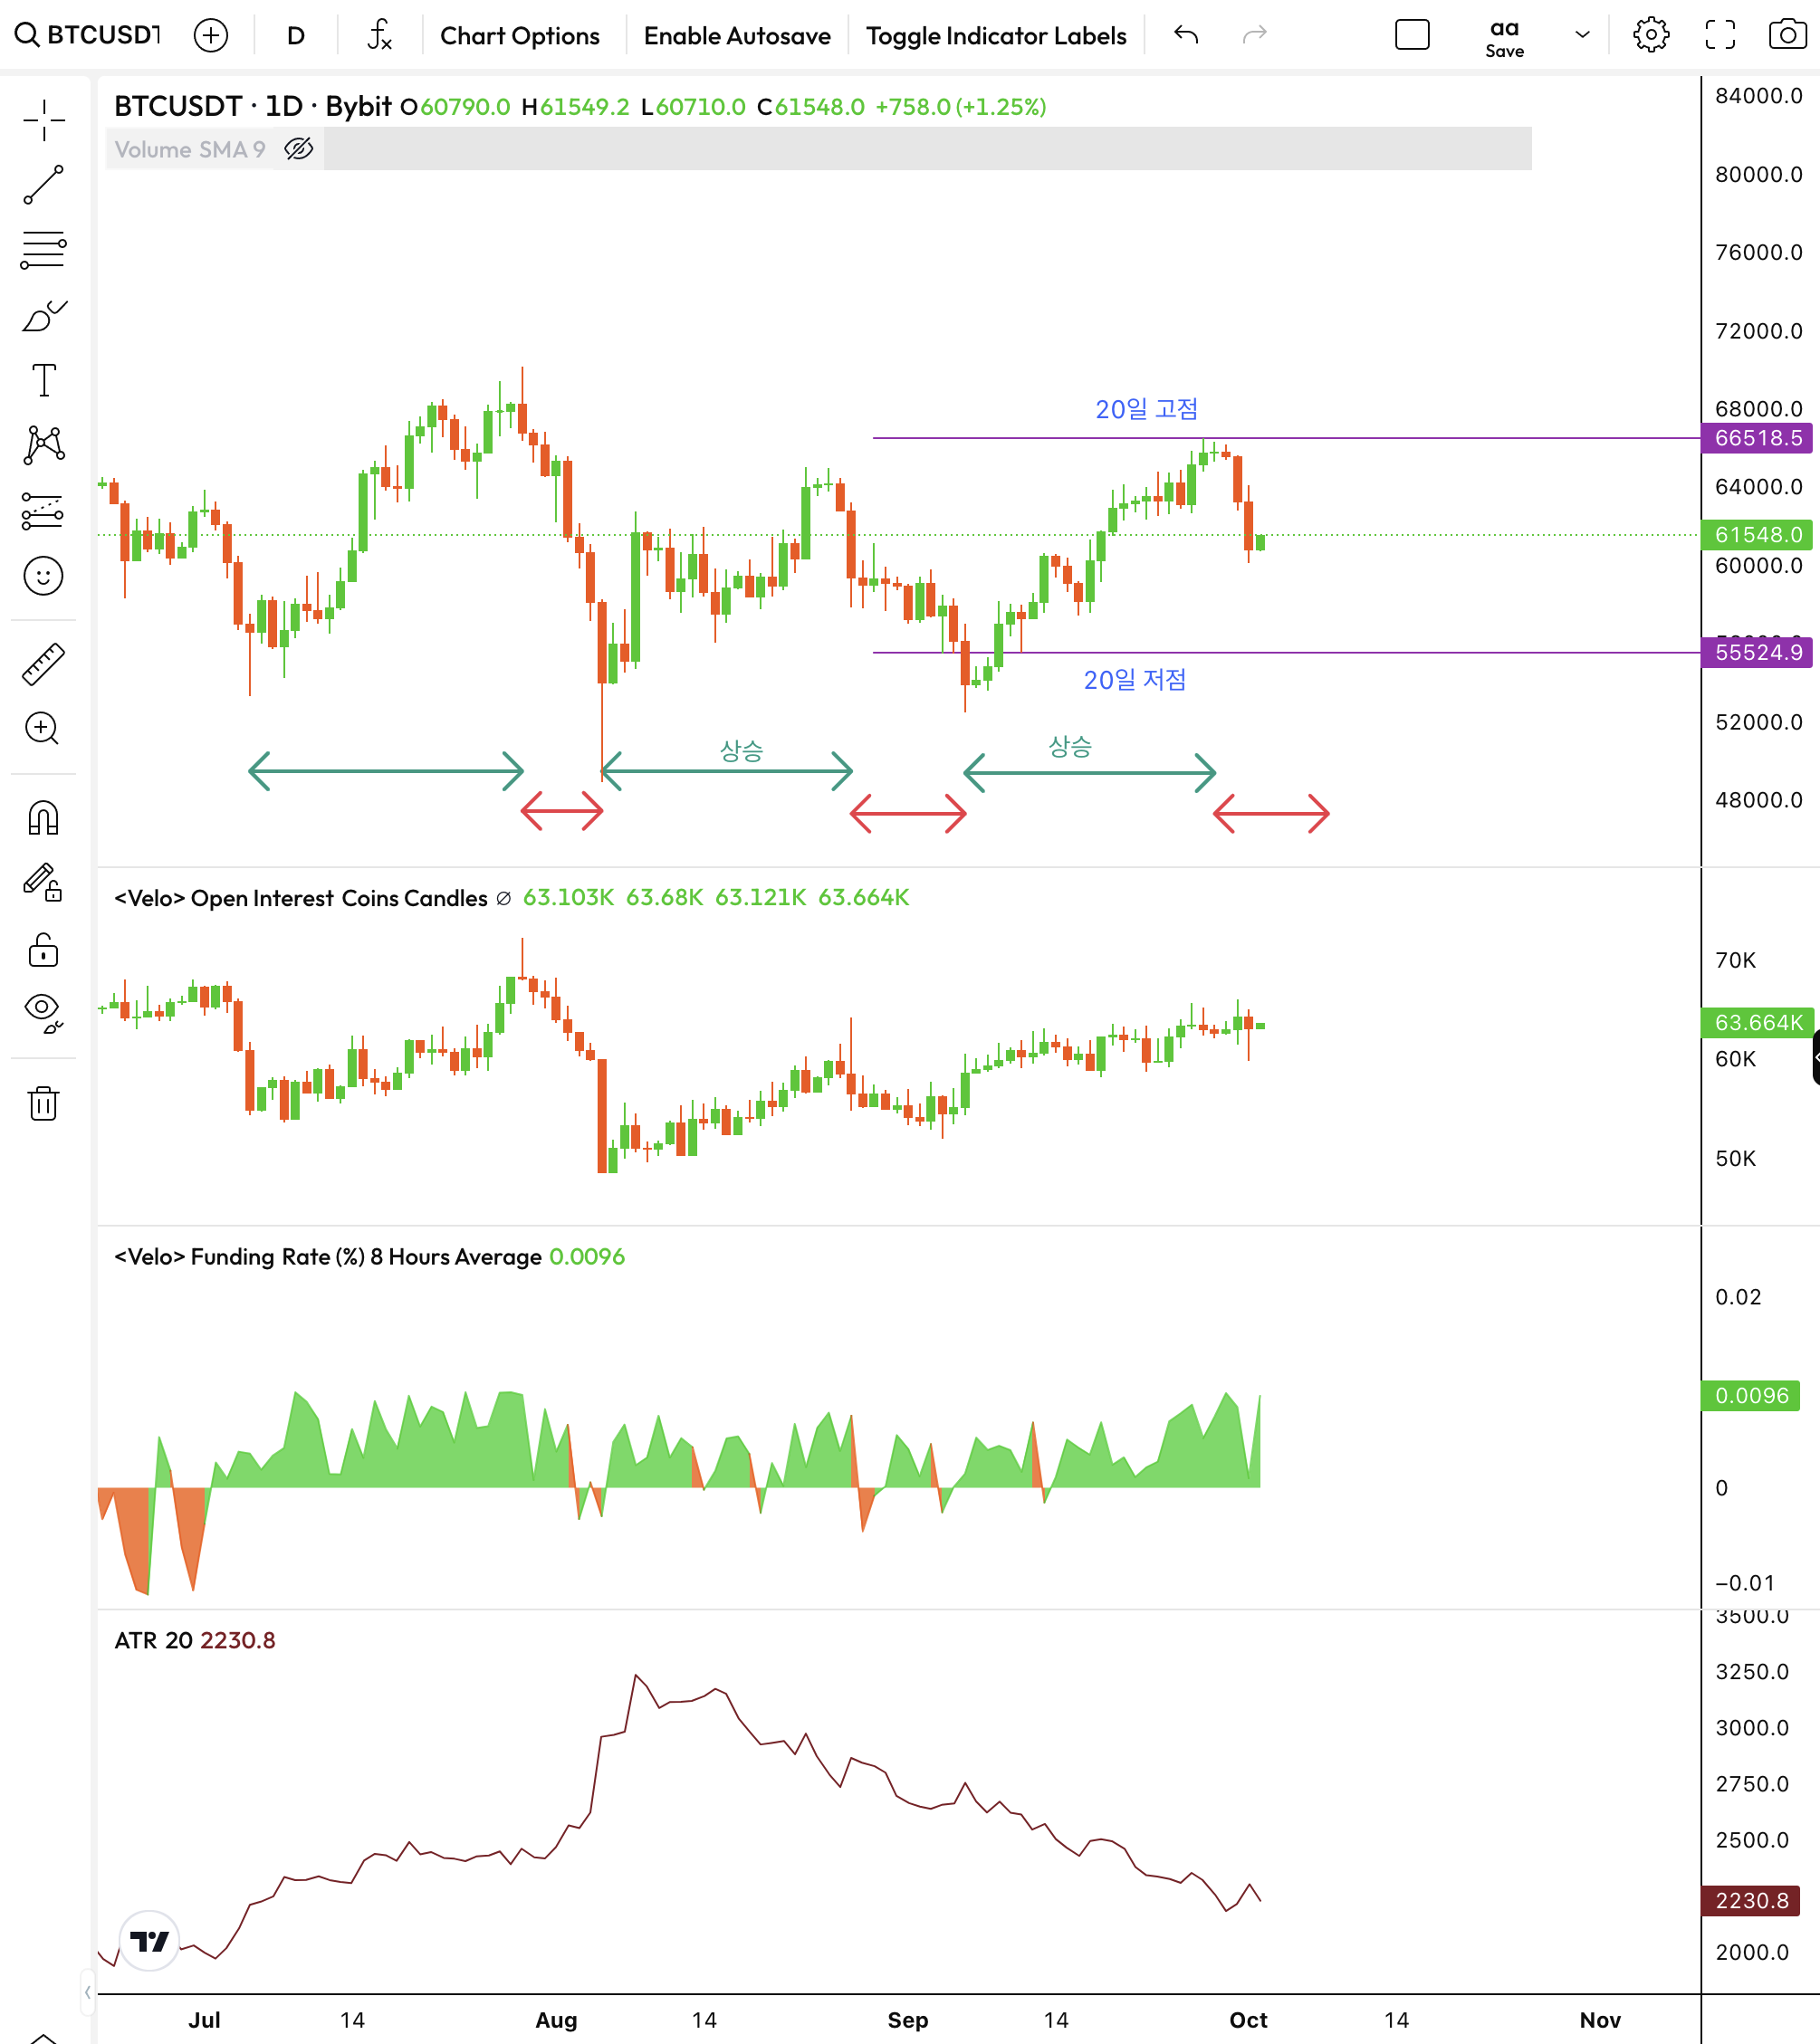 BTCUSDT
D
fx
Chart Options
Enable Autosave
Toggle Indicator Labels
aa
Save
BTCUSDT · 1D · Bybit O60790.0 H61549.2 L60710.0 C61548.0 +758.0 (+1.25%)
Volume SMA 9
84000.0
80000.0
76000.0
72000.0
20일 고점
68000.0
66518.5
64000.0
61548.0
60000.0
55524.9
20일 저점
52000.0
상승
상승
48000.0
<Velo> Open Interest Coins Candles ∅ 63.103K 63.68K 63.121K 63.664K
70K
63.664K
60K
50K
<Velo> Funding Rate (%) 8 Hours Average 0.0096
0.02
0.0096
0
−0.01
3500.0
ATR 20 2230.8
3250.0
3000.0
2750.0
2500.0
2230.8
2000.0
Jul 14 Aug 14 Sep 14 Oct 14 Nov